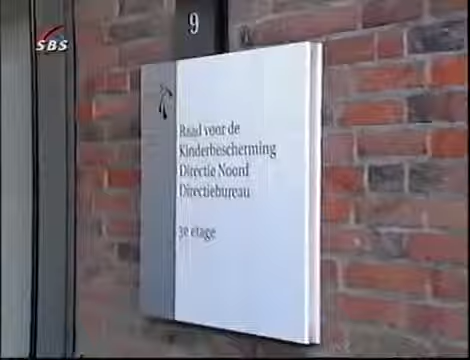 SBS
9
Raad voor de
Kinderbescherming
Directie Noord
Directiebureau
3e etage